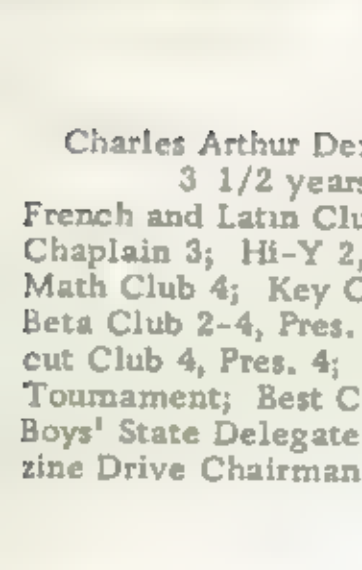 Charles Arthur De
3 1/2 years
French and Latin Clu
Chaplain 3; Hi-Y 2,
Math Club 4; Key C
Beta Club 2-4, Pres.
cut Club 4, Pres. 4;
Tournament; Best C
Boys' State Delegate
zine Drive Chairman